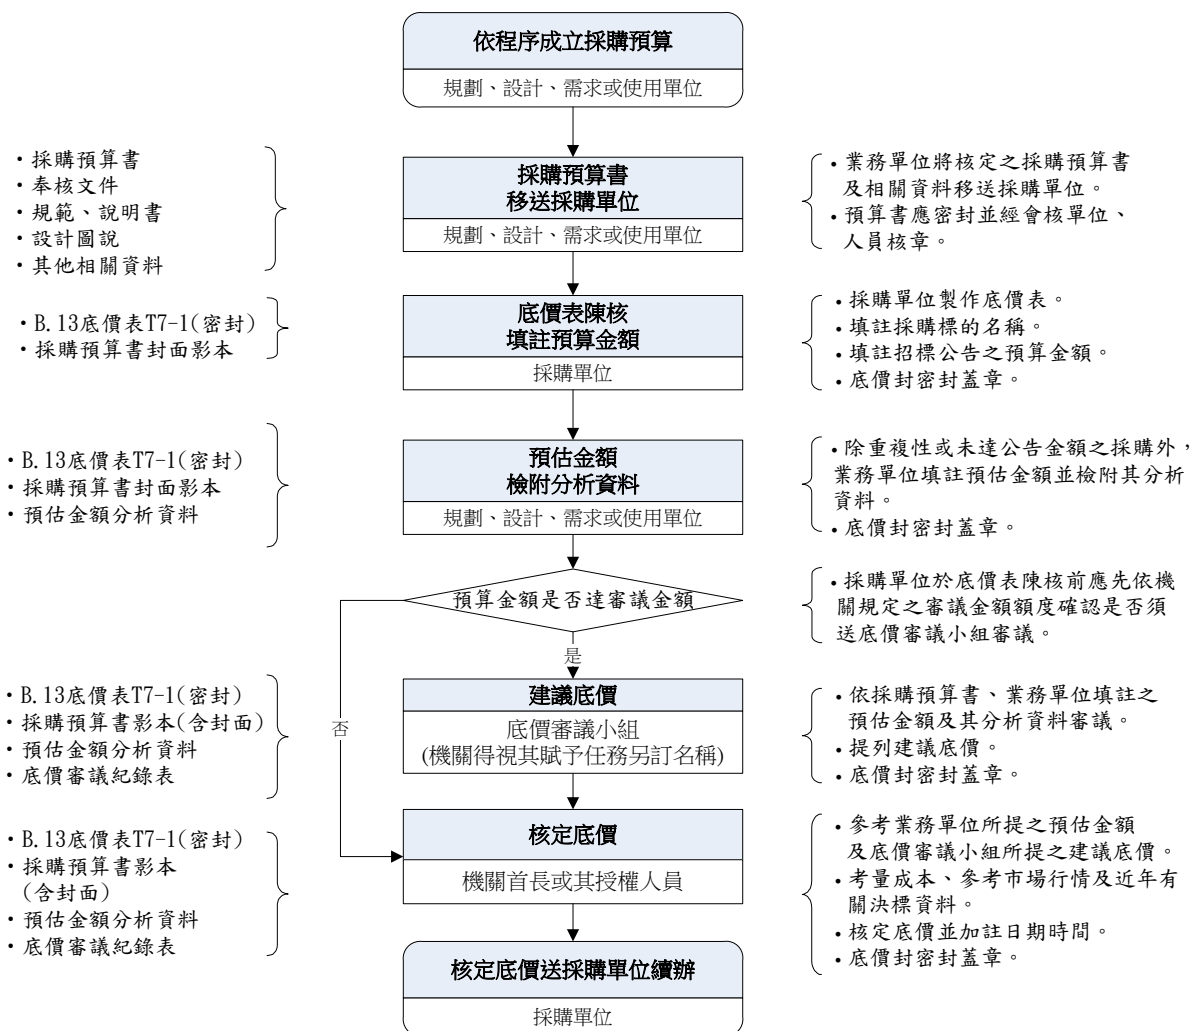 依程序成立採購預算
規劃、設計、需求或使用單位
・採購預算書
・奉核文件
・規範、說明書
・設計圖說
・其他相關資料
採購預算書
移送採購單位
規劃、設計、需求或使用單位
・業務單位將核定之採購預算書
及相關資料移送採購單位。
・預算書應密封並經會核單位、
人員核章。
・B.13底價表T7-1(密封)
・採購預算書封面影本
底價表陳核
填註預算金額
採購單位
・採購單位製作底價表。
・填註採購標的名稱。
・填註招標公告之預算金額。
・底價封密封蓋章。
・B.13底價表T7-1(密封)
・採購預算書封面影本
・預估金額分析資料
預估金額
檢附分析資料
規劃、設計、需求或使用單位
・除重複性或未達公告金額之採購外，
業務單位填註預估金額並檢附其分析
資料。
・底價封密封蓋章。
預算金額是否達審議金額
・採購單位於底價表陳核前應先依機
關規定之審議金額額度確認是否須
送底價審議小組審議。
是
否
・B.13底價表T7-1(密封)
・採購預算書影本(含封面)
・預估金額分析資料
・底價審議紀錄表
建議底價
底價審議小組
(機關得視其賦予任務另訂名稱)
・依採購預算書、業務單位填註之
預估金額及其分析資料審議。
・提列建議底價。
・底價封密封蓋章。
・B.13底價表T7-1(密封)
・採購預算書影本
(含封面)
・預估金額分析資料
・底價審議紀錄表
核定底價
機關首長或其授權人員
・參考業務單位所提之預估金額
及底價審議小組所提之建議底價。
・考量成本、參考市場行情及近年有
關決標資料。
・核定底價並加註日期時間。
・底價封密封蓋章。
核定底價送採購單位續辦
採購單位